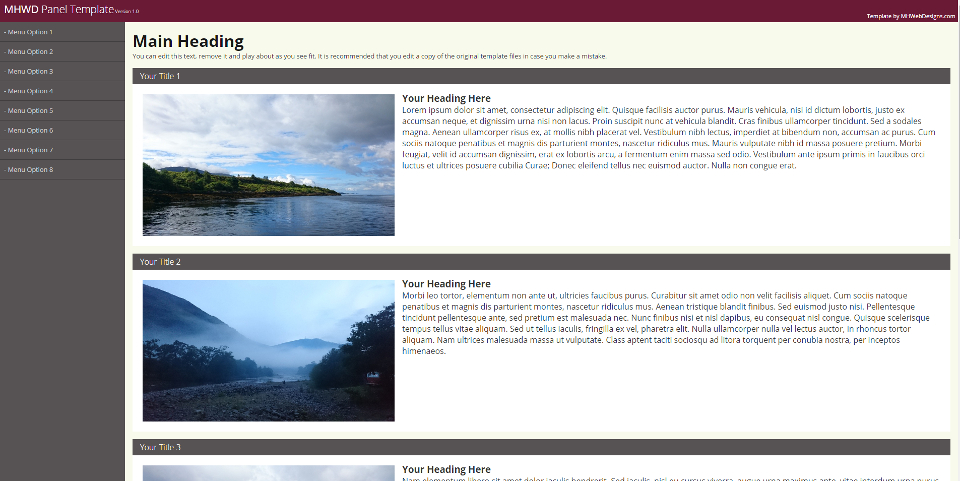 MHWD Panel Template Version 1.0
Template by MHWebDesigns.com
- Menu Option 1
- Menu Option 2
- Menu Option 3
- Menu Option 4
- Menu Option 5
- Menu Option 6
- Menu Option 7
- Menu Option 8
Main Heading
You can edit this text, remove it and play about as you see fit. It is recommended that you edit a copy of the original template files in case you make a mistake.
Your Title 1
Your Heading Here
Lorem ipsum dolor sit amet, consectetur adipiscing elit. Quisque facilisis auctor purus. Mauris vehicula, nisi id dictum lobortis, justo ex
accumsan neque, et dignissim urna nisi non lacus. Proin suscipit nunc at vehicula blandit. Cras finibus ullamcorper tincidunt. Sed a sodales
magna. Aenean ullamcorper risus ex, at mollis nibh placerat vel. Vestibulum nibh lectus, imperdiet at bibendum non, accumsan ac purus. Cum
sociis natoque penatibus et magnis dis parturient montes, nascetur ridiculus mus. Mauris vulputate nibh id massa posuere pretium. Morbi
feugiat, velit id accumsan dignissim, erat ex lobortis arcu, a fermentum enim massa sed odio. Vestibulum ante ipsum primis in faucibus orci
luctus et ultrices posuere cubilia Curae; Donec eleifend tellus nec euismod auctor. Nulla non congue erat.
Your Title 2
Your Heading Here
Morbi leo tortor, elementum non ante ut, ultricies faucibus purus. Curabitur sit amet odio non velit facilisis aliquet. Cum sociis natoque
penatibus et magnis dis parturient montes, nascetur ridiculus mus. Aenean tristique blandit finibus. Sed euismod justo nisi. Pellentesque
tincidunt pellentesque ante, sed pretium est malesuada nec. Nunc finibus nisi et nisl dapibus, eu consequat nisl congue. Quisque scelerisque
tempus tellus vitae aliquam. Sed ut tellus iaculis, fringilla ex vel, pharetra elit. Nulla ullamcorper nulla vel lectus auctor, in rhoncus tortor
aliquam. Nam ultrices malesuada massa ut vulputate. Class aptent taciti sociosqu ad litora torquent per conubia nostra, per inceptos
himenaeos.
Your Title 3
Your Heading Here